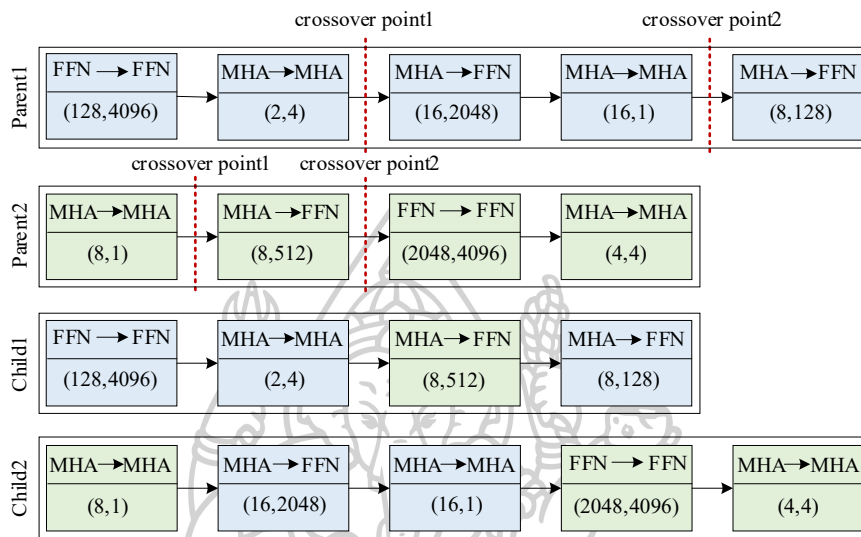 crossover point1 crossover point2
Parent1
FFN → FFN MHA→MHA MHA→FFN MHA→MHA MHA→FFN
(128,4096) (2,4) (16,2048) (16,1) (8,128)
crossover point1 crossover point2
Parent2
MHA→MHA MHA→FFN FFN → FFN MHA→MHA
(8,1) (8,512) (2048,4096) (4,4)
Child1
FFN → FFN MHA→MHA MHA→FFN MHA→FFN
(128,4096) (2,4) (8,512) (8,128)
Child2
MHA→MHA MHA→FFN MHA→MHA FFN → FFN MHA→MHA
(8,1) (16,2048) (16,1) (2048,4096) (4,4)